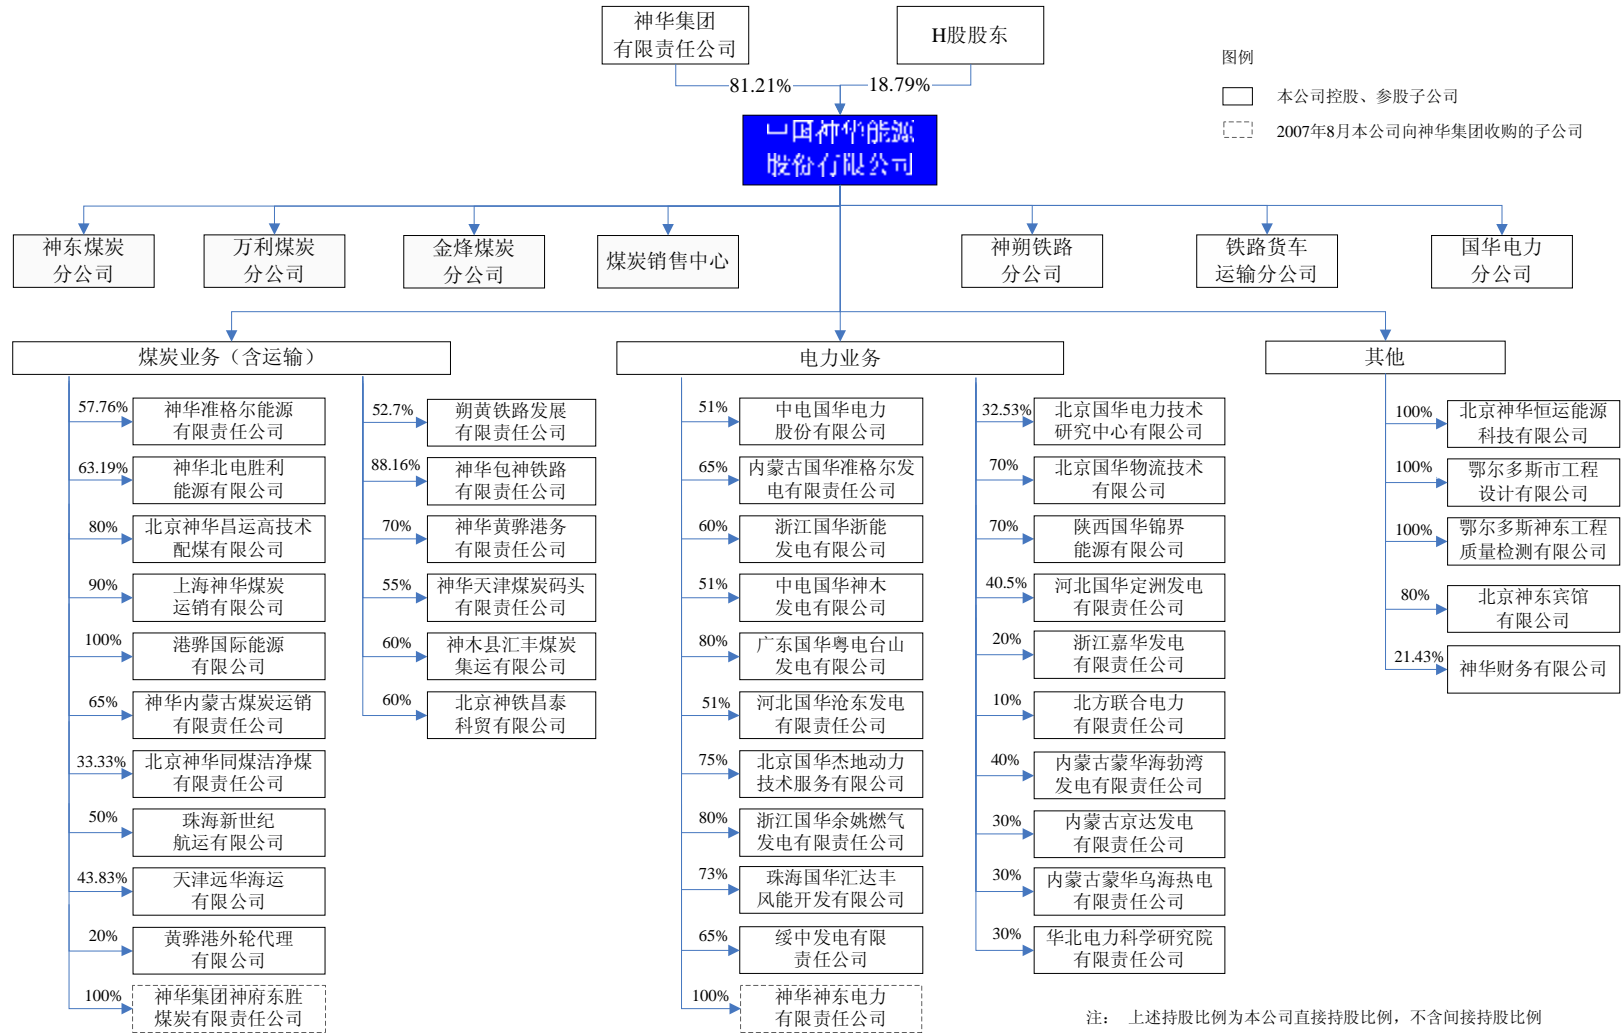 神华集团
有限责任公司
H股股东
图例
81.21%
18.79%
本公司控股、参股子公司
2007年8月本公司向神华集团收购的子公司
中国神华能源
股份有限公司
神东煤炭
分公司
万利煤炭
分公司
金烽煤炭
分公司
煤炭销售中心
神朔铁路
分公司
铁路货车
运输分公司
国华电力
分公司
煤炭业务（含运输）
57.76%
神华准格尔能源
有限责任公司
63.19%
神华北电胜利
能源有限公司
80%
北京神华昌运高技术
配煤有限公司
90%
上海神华煤炭
运销有限公司
100%
港骅国际能源
有限公司
65%
神华内蒙古煤炭运销
有限责任公司
33.33%
北京神华同煤洁净煤
有限责任公司
50%
珠海新世纪
航运有限公司
43.83%
天津远华海运
有限公司
20%
黄骅港外轮代理
有限公司
100%
神华集团神府东胜
煤炭有限责任公司
52.7%
朔黄铁路发展
有限责任公司
88.16%
神华包神铁路
有限责任公司
70%
神华黄骅港务
有限责任公司
55%
神华天津煤炭码头
有限责任公司
60%
神木县汇丰煤炭
集运有限公司
60%
北京神铁昌泰
科贸有限公司
电力业务
51%
中电国华电力
股份有限公司
65%
内蒙古国华准格尔发
电有限责任公司
60%
浙江国华浙能
发电有限公司
51%
中电国华神木
发电有限公司
80%
广东国华粤电台山
发电有限公司
51%
河北国华沧东发电
有限责任公司
75%
北京国华杰地动力
技术服务有限公司
80%
浙江国华余姚燃气
发电有限责任公司
73%
珠海国华汇达丰
风能开发有限公司
65%
绥中发电有限
责任公司
100%
神华神东电力
有限责任公司
32.53%
北京国华电力技术
研究中心有限公司
70%
北京国华物流技术
有限公司
70%
陕西国华锦界
能源有限公司
40.5%
河北国华定洲发电
有限责任公司
20%
浙江嘉华发电
有限责任公司
10%
北方联合电力
有限责任公司
40%
内蒙古蒙华海勃湾
发电有限责任公司
30%
内蒙古京达发电
有限责任公司
30%
内蒙古蒙华乌海热电
有限责任公司
30%
华北电力科学研究院
有限责任公司
其他
100%
北京神华恒运能源
科技有限公司
100%
鄂尔多斯市工程
设计有限公司
100%
鄂尔多斯神东工程
质量检测有限公司
80%
北京神东宾馆
有限公司
21.43%
神华财务有限公司
注： 上述持股比例为本公司直接持股比例，不含间接持股比例